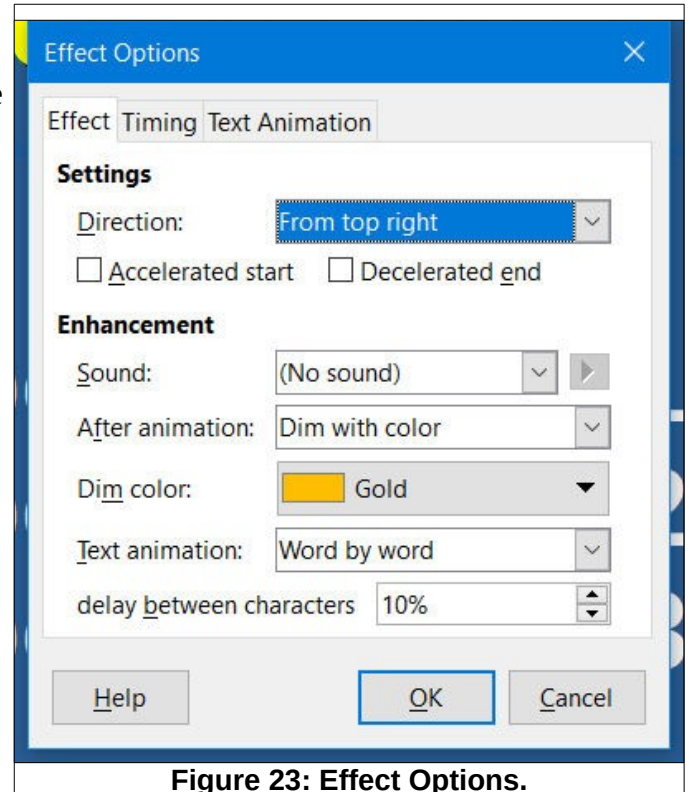 Effect Options
Effect Timing Text Animation
Settings
Direction: From top right
Accelerated start Decelerated end
Enhancement
Sound: (No sound)
After animation: Dim with color
Dim color: Gold
Text animation: Word by word
delay between characters 10%
Help OK Cancel
Figure 23: Effect Options.